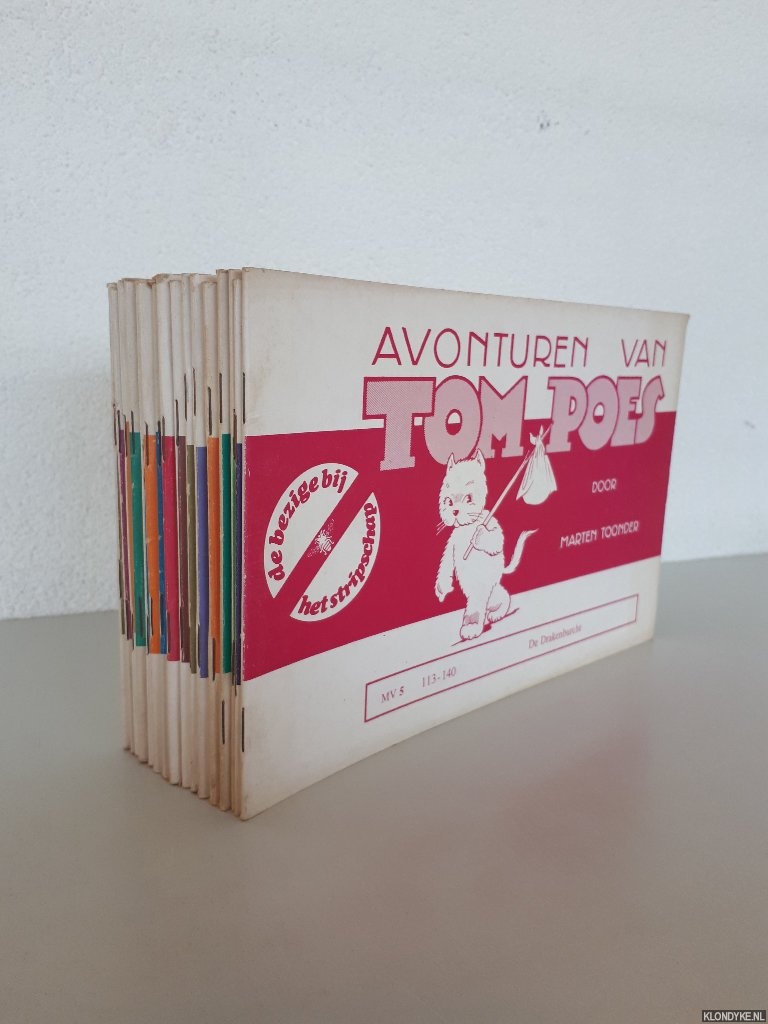 AVONTUREN VAN
TOM POES
DOOR
MARTEN TOONDER
de bezige bij
het stripschap
MV 5 113-140 De Drakenburcht
KLONDYKE.NL